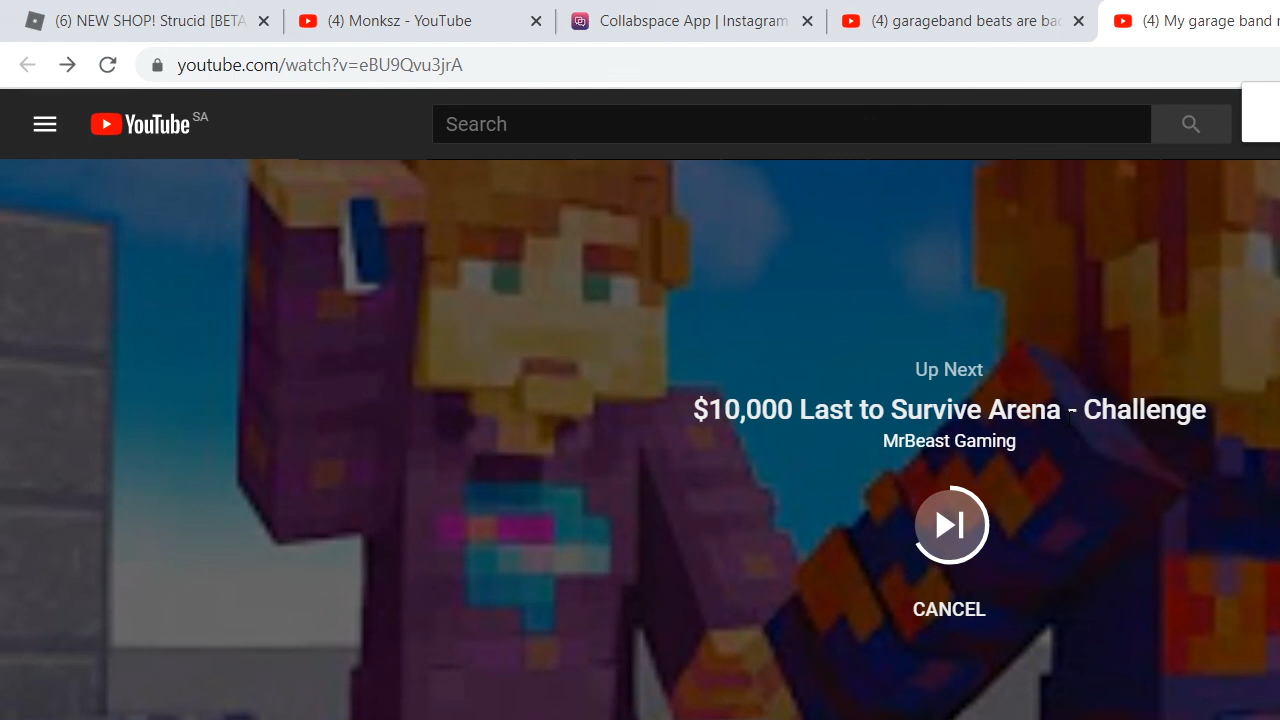 (6) NEW SHOP! Strucid [BETA
(4) Monksz - YouTube
Collabspace App | Instagram
(4) garageband beats are bac
(4) My garage band
youtube.com/watch?v=eBU9Qvu3jrA
YouTube SA
Search
Up Next
$10,000 Last to Survive Arena - Challenge
MrBeast Gaming
CANCEL